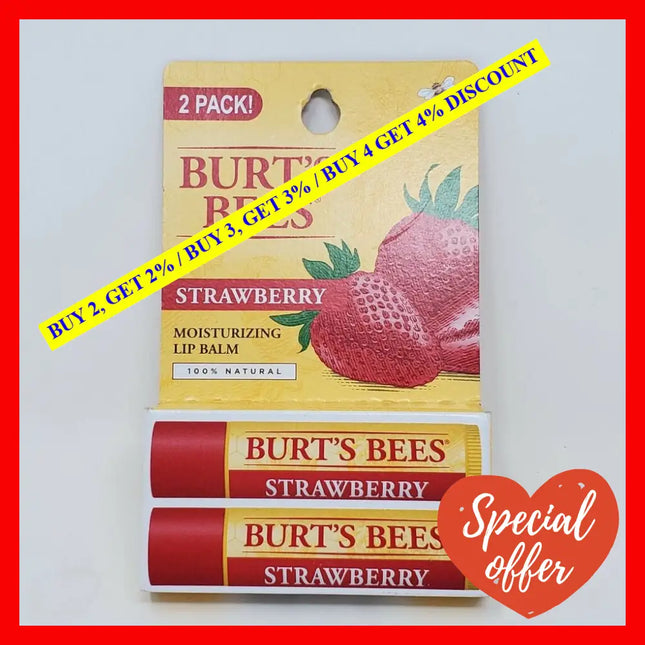 2 PACK!
BURT'S
BEES®
BUY 2, GET 2% / BUY 3, GET 3% / BUY 4 GET 4% DISCOUNT
STRAWBERRY
MOISTURIZING
LIP BALM
100% NATURAL
BURT'S BEES®
STRAWBERRY
BURT'S BEES
STRAWBERRY
Special
offer